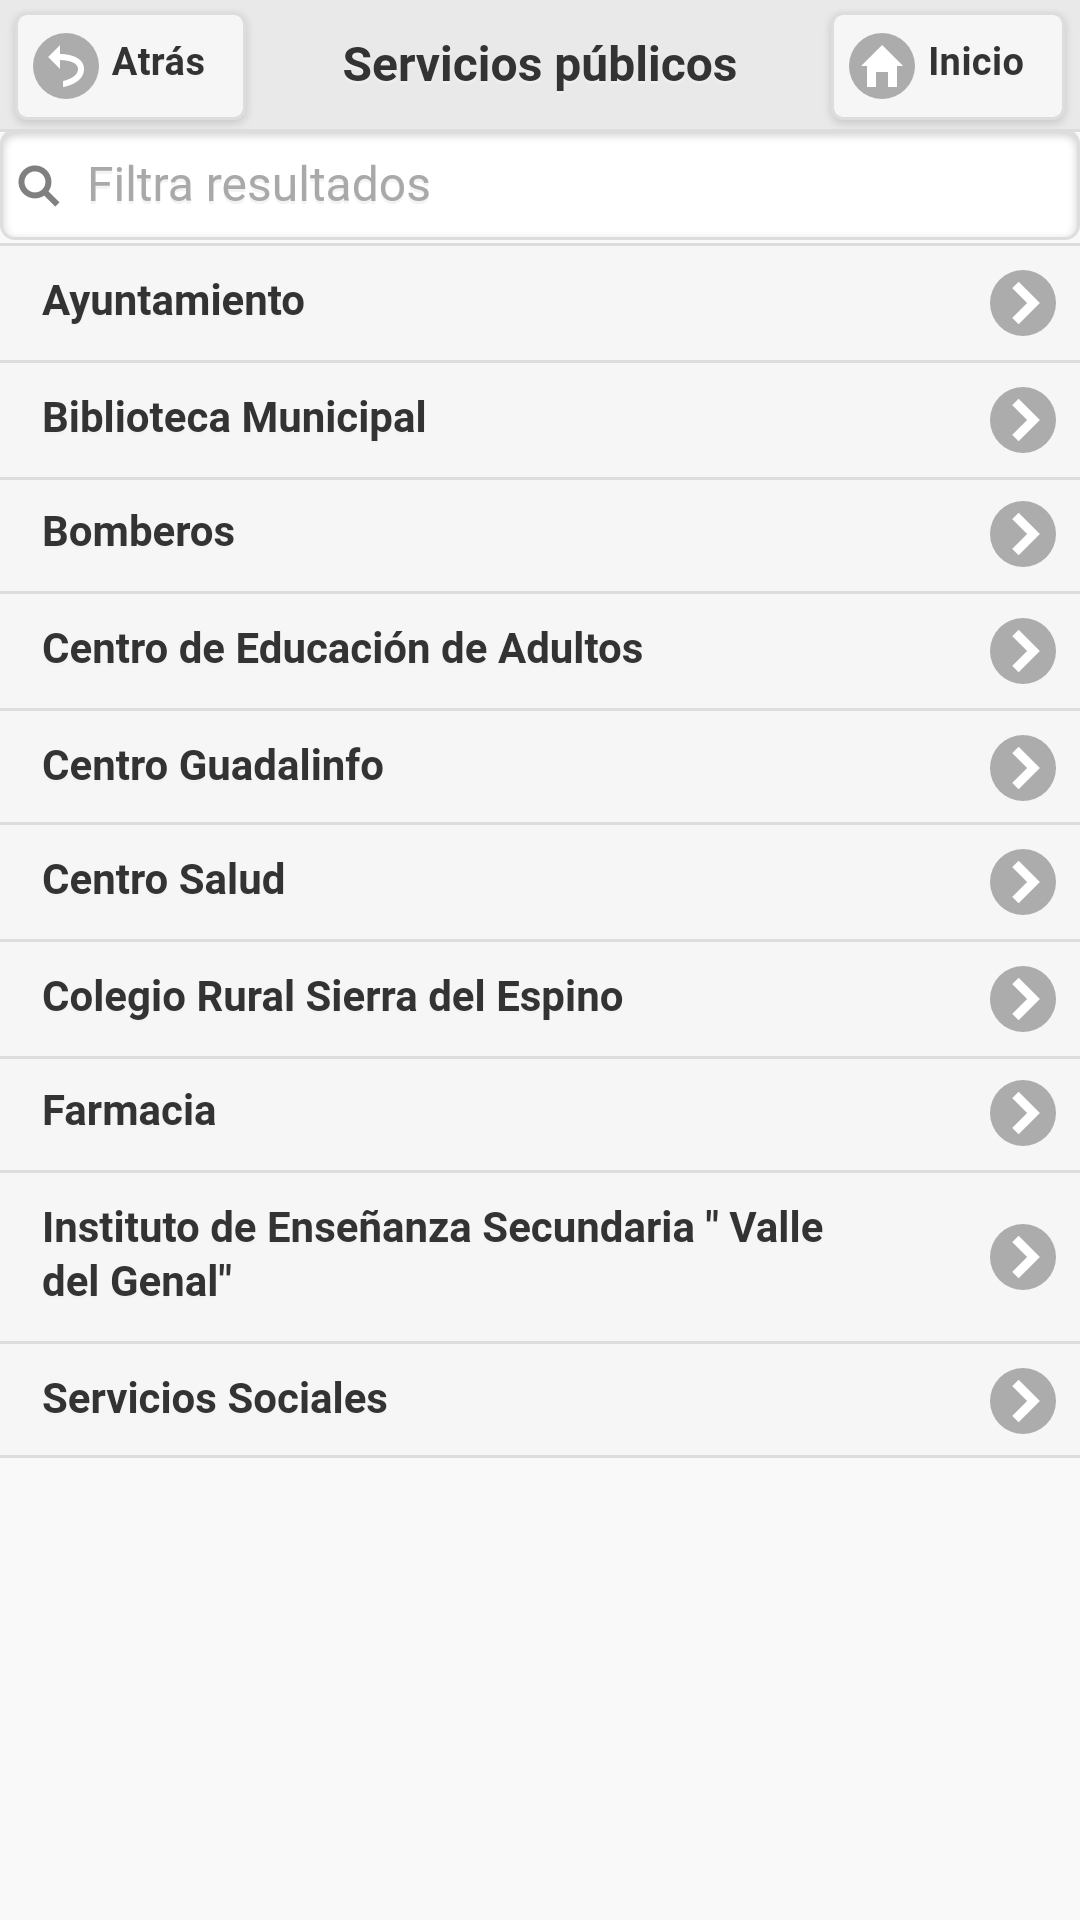 Atrás
Servicios públicos
Inicio
Filtra resultados
Ayuntamiento
Biblioteca Municipal
Bomberos
Centro de Educación de Adultos
Centro Guadalinfo
Centro Salud
Colegio Rural Sierra del Espino
Farmacia
Instituto de Enseñanza Secundaria " Valle
del Genal"
Servicios Sociales